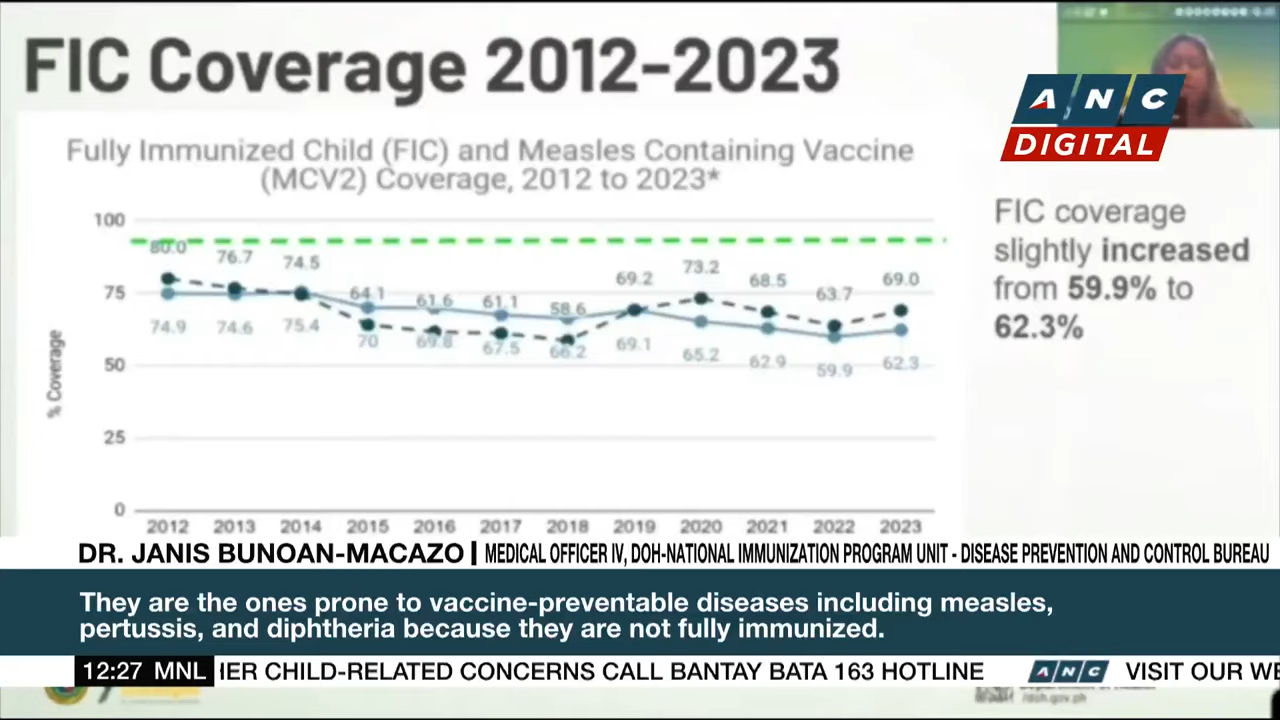 FIC Coverage 2012-2023
ANC
DIGITAL
Fully Immunized Child (FIC) and Measles Containing Vaccine
(MCV2) Coverage, 2012 to 2023*
FIC coverage
slightly increased
from 59.9% to
62.3%
% Coverage
100
75
50
25
0
80.0 76.7 74.5 64.1 61.6 61.1 58.6 69.2 73.2 68.5 63.7 69.0
74.9 74.6 75.4 70 69.8 67.5 66.2 69.1 65.2 62.9 59.9 62.3
2012 2013 2014 2015 2016 2017 2018 2019 2020 2021 2022 2023
DR. JANIS BUNOAN-MACAZO | MEDICAL OFFICER IV, DOH-NATIONAL IMMUNIZATION PROGRAM UNIT - DISEASE PREVENTION AND CONTROL BUREAU
They are the ones prone to vaccine-preventable diseases including measles,
pertussis, and diphtheria because they are not fully immunized.
12:27 MNL HER CHILD-RELATED CONCERNS CALL BANTAY BATA 163 HOTLINE ANC VISIT OUR WE